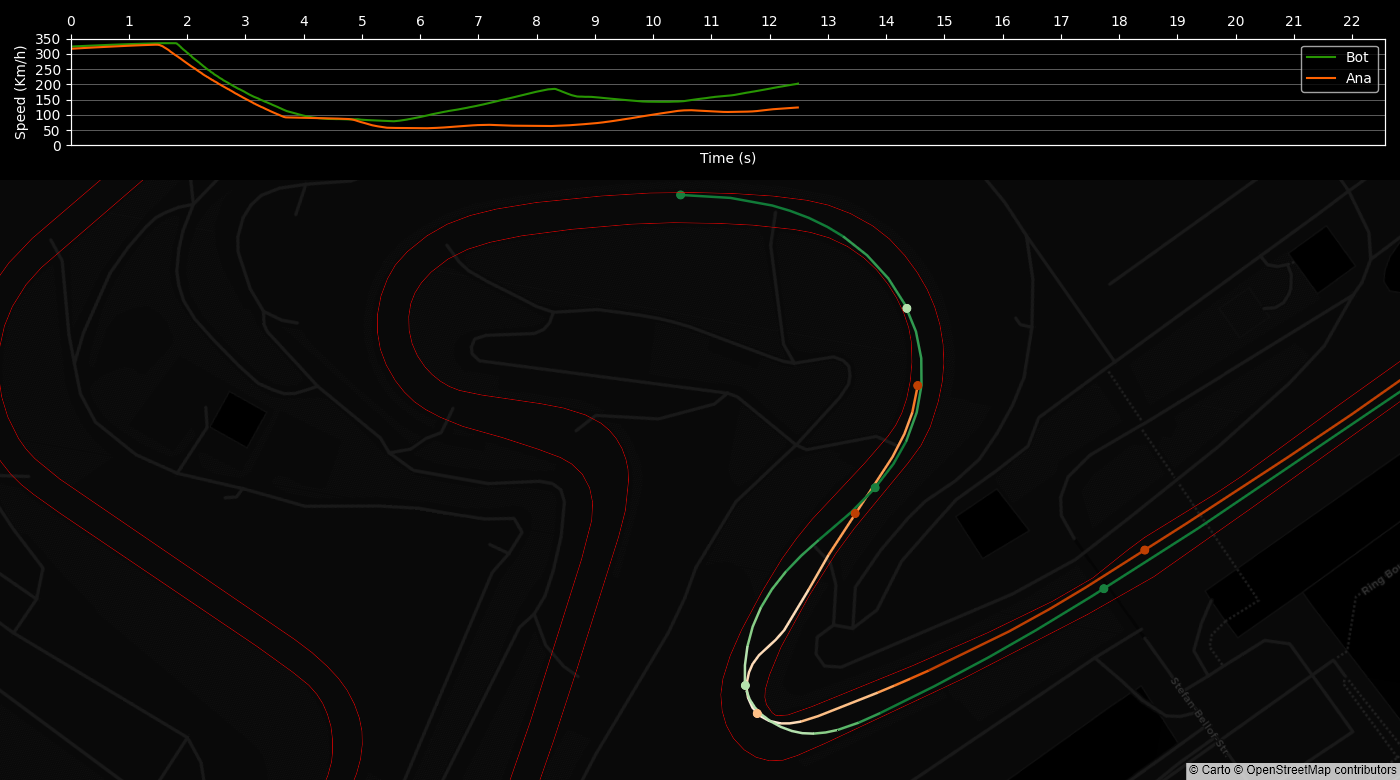 0 1 2 3 4 5 6 7 8 9 10 11 12 13 14 15 16 17 18 19 20 21 22
350
300
250
200
150
100
50
0
Speed (Km/h)
Bot
Ana
Time (s)
Ring Bo
Stefan-Bellof-Str
© Carto © OpenStreetMap contributors